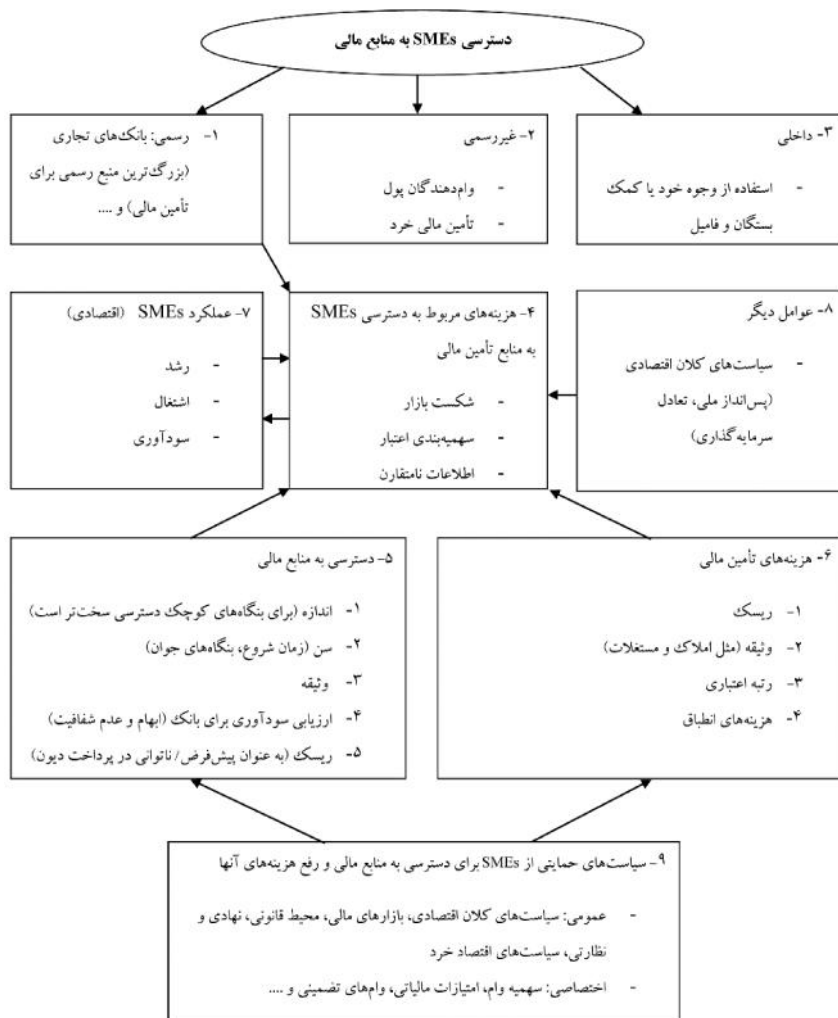 دسترسی SMEs به منابع مالی
۱- رسمی: بانک‌های تجاری
(بزرگ‌ترین منبع رسمی برای
تأمین مالی) و ....
۲- غیررسمی
- وام‌دهندگان پول
- تأمین مالی خرد
۳- داخلی
- استفاده از وجوه خود یا کمک
بستگان و فامیل
۷- عملکرد SMEs (اقتصادی)
- رشد
- اشتغال
- سودآوری
۴- هزینه‌های مربوط به دسترسی SMEs
به منابع تأمین مالی
- شکست بازار
- سهمیه‌بندی اعتبار
- اطلاعات نامتقارن
۸- عوامل دیگر
- سیاست‌های کلان اقتصادی
(پس‌انداز ملی، تعادل
سرمایه‌گذاری)
۵- دسترسی به منابع مالی
۱- اندازه (برای بنگاه‌های کوچک دسترسی سخت‌تر است)
۲- سن (زمان شروع، بنگاه‌های جوان)
۳- وثیقه
۴- ارزیابی سودآوری برای بانک (ابهام و عدم شفافیت)
۵- ریسک (به عنوان پیش‌فرض/ ناتوانی در پرداخت دیون)
۶- هزینه‌های تأمین مالی
۱- ریسک
۲- وثیقه (مثل املاک و مستغلات)
۳- رتبه اعتباری
۴- هزینه‌های انطباق
۹- سیاست‌های حمایتی از SMEs برای دسترسی به منابع مالی و رفع هزینه‌های آنها
- عمومی: سیاست‌های کلان اقتصادی، بازارهای مالی، محیط قانونی، نهادی و
نظارتی، سیاست‌های اقتصاد خرد
- اختصاصی: سهمیه وام، امتیازات مالیاتی، وام‌های تضمینی و ....